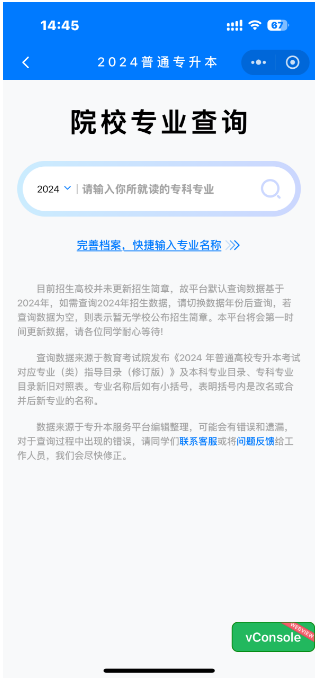 14:45
67
2024普通专升本
院校专业查询
2024 请输入你所就读的专科专业
完善档案、快捷输入专业名称
目前招生高校并未更新招生简章，故平台默认查询数据基于
2024年，如需查询2024年招生数据，请切换数据年份后查询，若
查询数据为空，则表示暂无学校公布招生简章。本平台将会第一时
间更新数据，请各位同学耐心等待!
查询数据来源于教育考试院发布《2024 年普通高校专升本考试
对应专业（类）指导目录（修订版）》及本科专业目录、专科专业
目录新旧对照表。专业名称后如有小括号，表明括号内是改名或合
并后新专业的名称。
数据来源于专升本服务平台编辑整理，可能会有错误和遗漏，
对于查询过程中出现的错误，请同学们联系客服或将问题反馈给工
作人员，我们会尽快修正。
vConsole
WEBVIEW